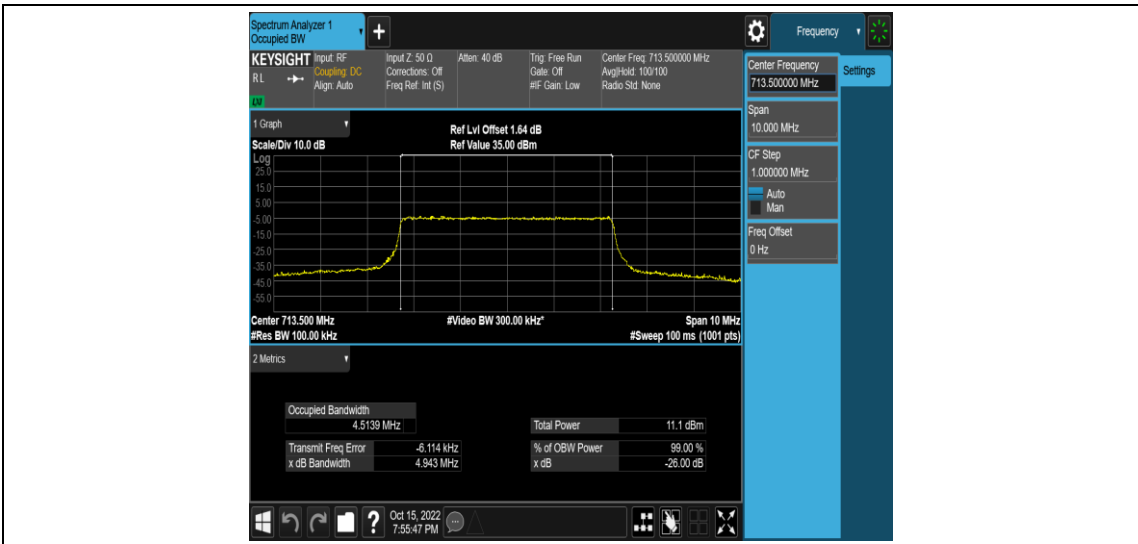 Spectrum Analyzer 1
Occupied BW
+
Frequency
KEYSIGHT Input: RF Input Z: 50 Ω Atten: 40 dB Trig: Free Run Center Freq: 713.500000 MHz
RL Coupling: DC Corrections: Off Gate: Off Avg|Hold: 100/100
Align: Auto Freq Ref: Int (S) #IF Gain: Low Radio Std: None
LXI
Center Frequency
713.500000 MHz
Settings
Span
10.000 MHz
CF Step
1.000000 MHz
Auto
Man
Freq Offset
0 Hz
1 Graph
Ref Lvl Offset 1.64 dB
Scale/Div 10.0 dB Ref Value 35.00 dBm
Log
25.0
15.0
5.00
-5.00
-15.0
-25.0
-35.0
-45.0
-55.0
Center 713.500 MHz #Video BW 300.00 kHz* Span 10 MHz
#Res BW 100.00 kHz #Sweep 100 ms (1001 pts)
2 Metrics
Occupied Bandwidth
4.5139 MHz Total Power 11.1 dBm
Transmit Freq Error -6.114 kHz % of OBW Power 99.00 %
x dB Bandwidth 4.943 MHz x dB -26.00 dB
? Oct 15, 2022
7:55:47 PM